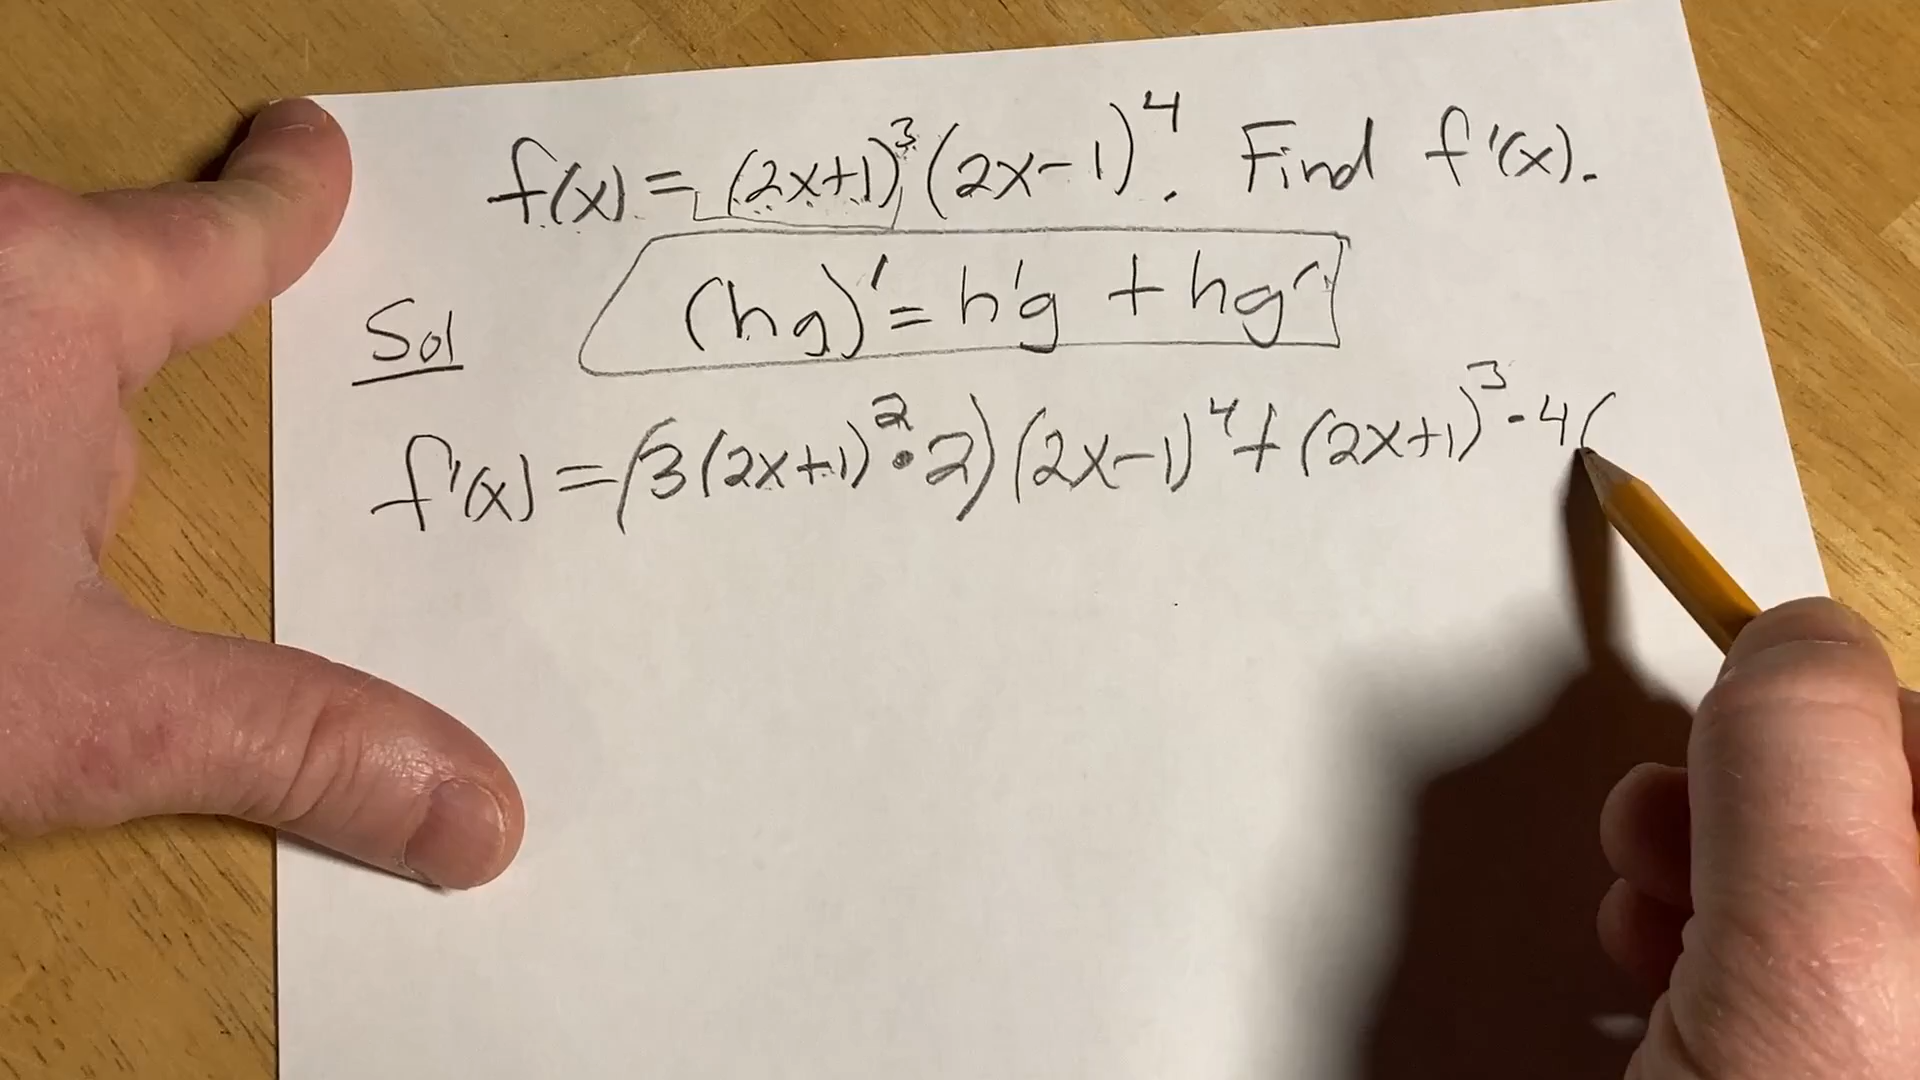 f(x) = (2x+1)³(2x-1)⁴. Find f'(x).
(hg)' = h'g + hg'
Sol
f'(x) = (3(2x+1)²·2)(2x-1)⁴+(2x+1)³·4(